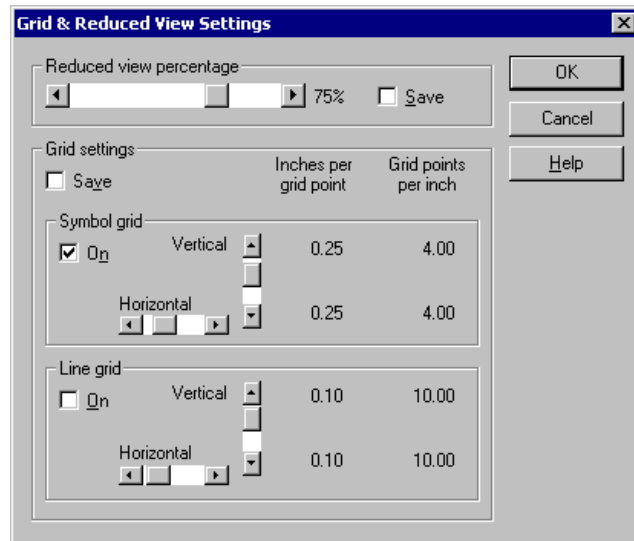 Grid & Reduced View Settings
Reduced view percentage
75%
Save
OK
Cancel
Help
Grid settings
Save
Inches per
grid point
Grid points
per inch
Symbol grid
On
Vertical
0.25
4.00
Horizontal
0.25
4.00
Line grid
On
Vertical
0.10
10.00
Horizontal
0.10
10.00